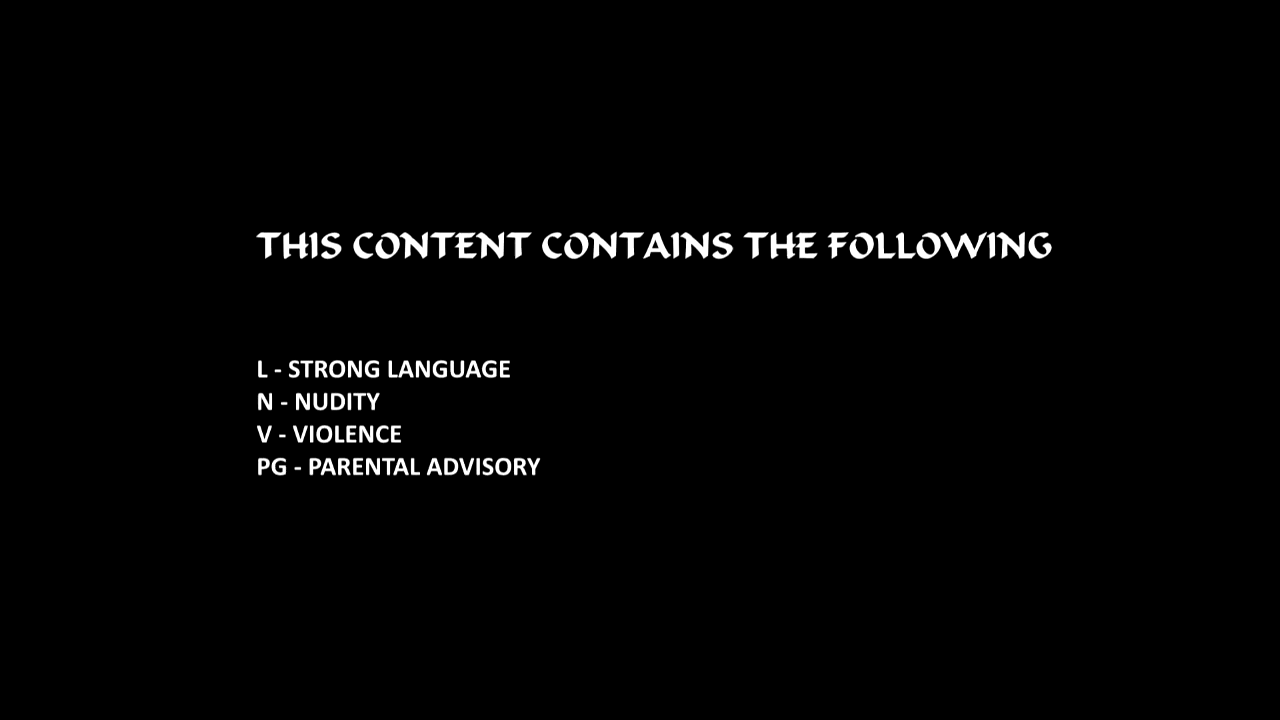 THIS CONTENT CONTAINS THE FOLLOWING
L - STRONG LANGUAGE
N - NUDITY
V - VIOLENCE
PG - PARENTAL ADVISORY